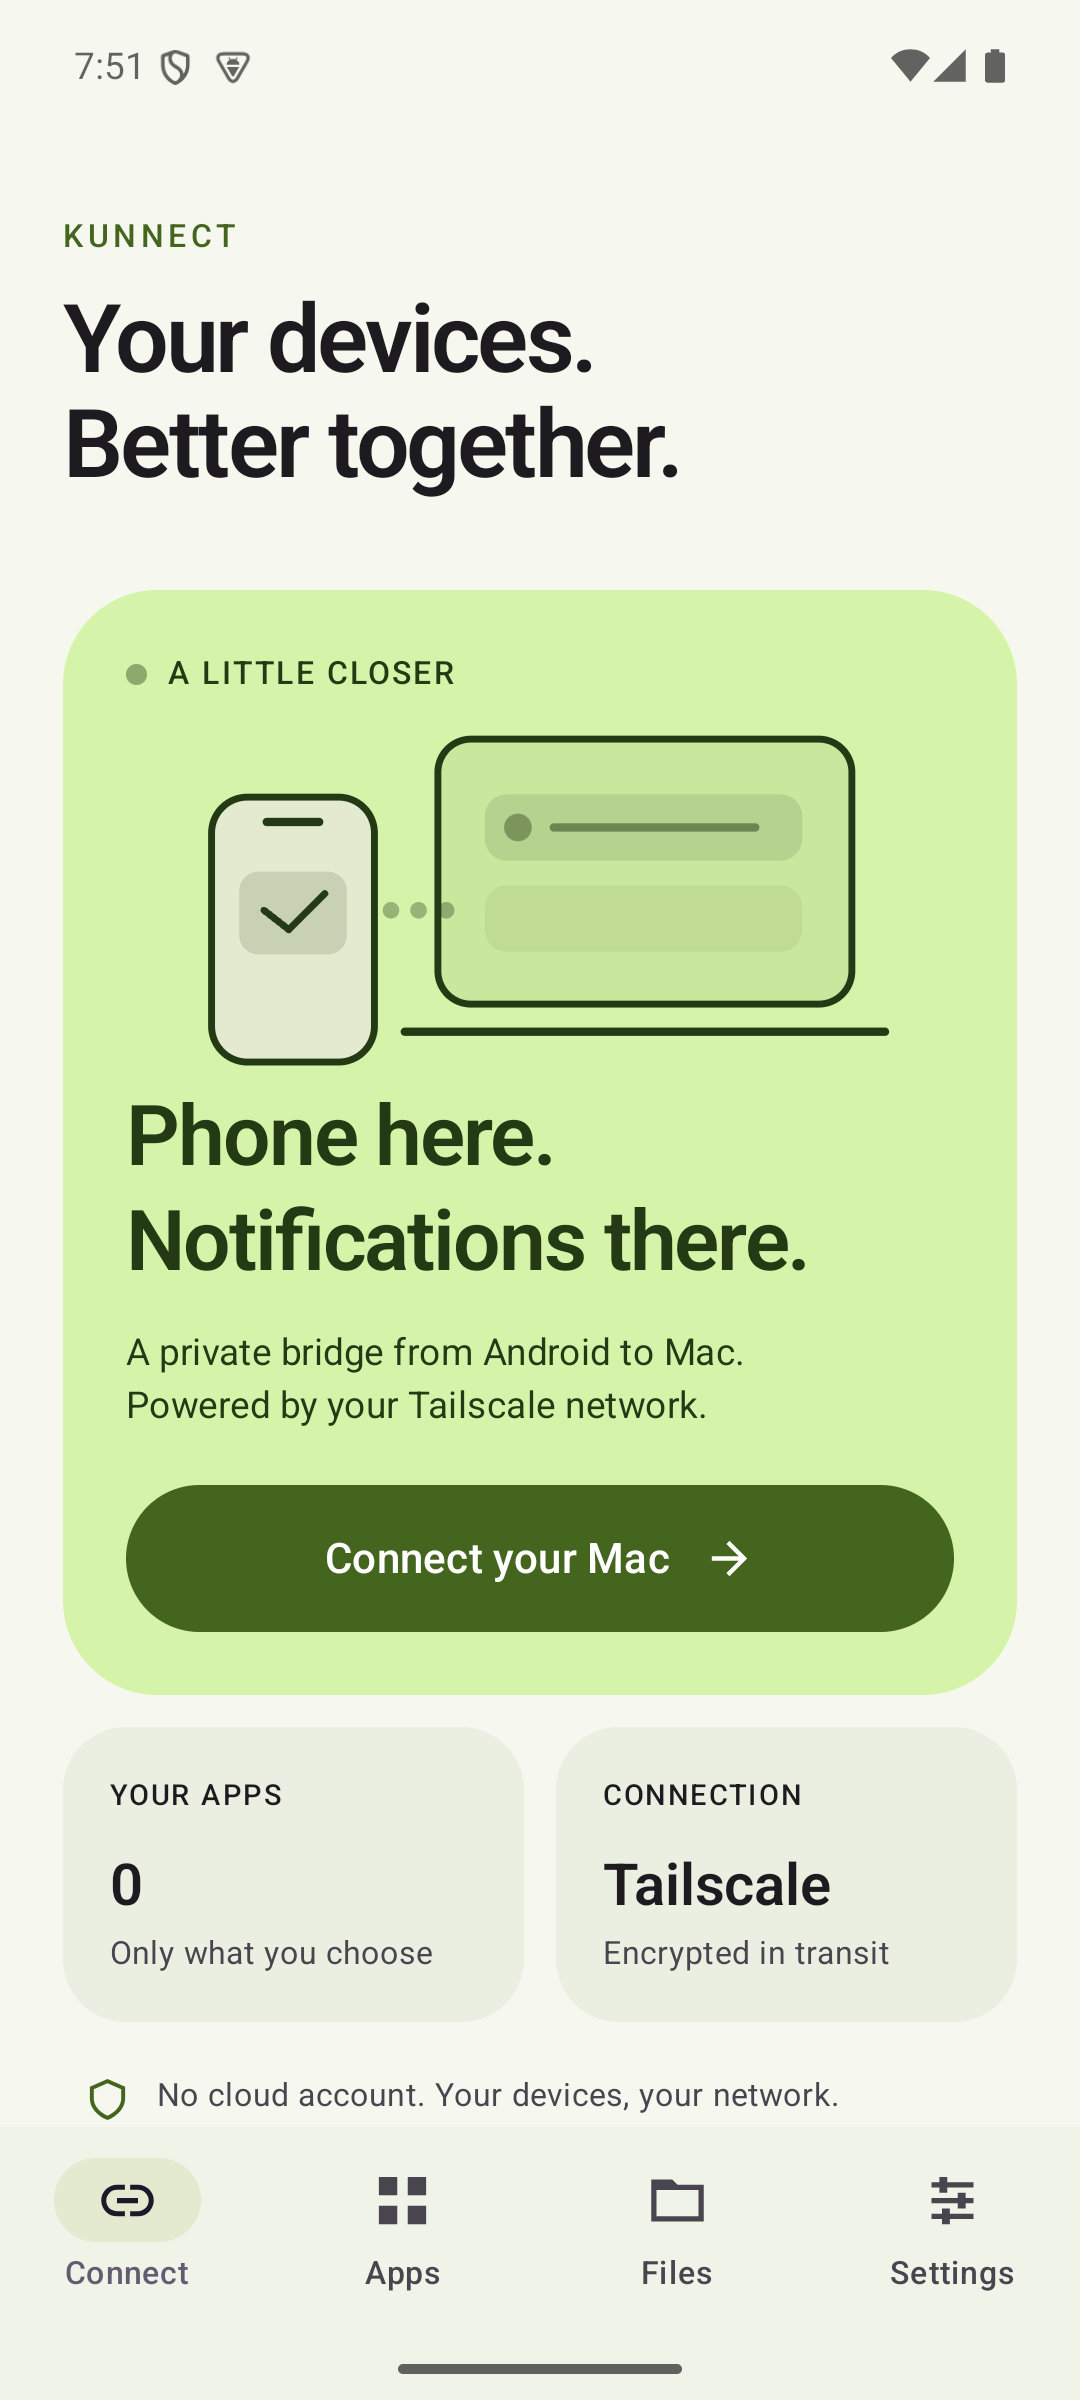 7:51
KUNNECT
Your devices.
Better together.
A LITTLE CLOSER
Phone here.
Notifications there.
A private bridge from Android to Mac.
Powered by your Tailscale network.
Connect your Mac
YOUR APPS
0
Only what you choose
CONNECTION
Tailscale
Encrypted in transit
No cloud account. Your devices, your network.
Connect
Apps
Files
Settings